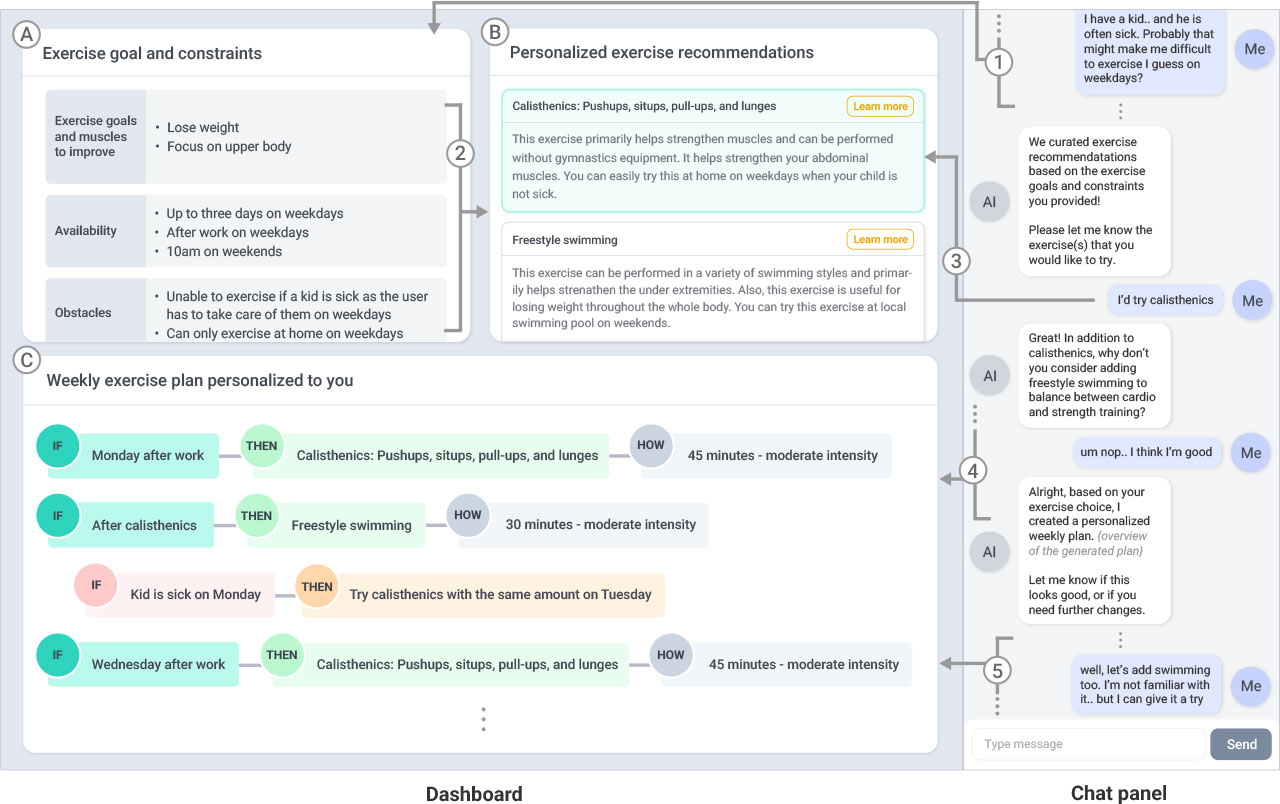 A
Exercise goal and constraints
Exercise goals
and muscles
to improve
• Lose weight
• Focus on upper body
Availability
• Up to three days on weekdays
• After work on weekdays
• 10am on weekends
Obstacles
• Unable to exercise if a kid is sick as the user
has to take care of them on weekdays
• Can only exercise at home on weekdays
2
B
Personalized exercise recommendations
Calisthenics: Pushups, situps, pull-ups, and lunges
Learn more
This exercise primarily helps strengthen muscles and can be performed
without gymnastics equipment. It helps strengthen your abdominal
muscles. You can easily try this at home on weekdays when your child is
not sick.
Freestyle swimming
Learn more
This exercise can be performed in a variety of swimming styles and primar-
ily helps strenathen the under extremities. Also, this exercise is useful for
losing weight throughout the whole body. You can try this exercise at local
swimming pool on weekends.
C
Weekly exercise plan personalized to you
IF
Monday after work
THEN
Calisthenics: Pushups, situps, pull-ups, and lunges
HOW
45 minutes - moderate intensity
IF
After calisthenics
THEN
Freestyle swimming
HOW
30 minutes - moderate intensity
IF
Kid is sick on Monday
THEN
Try calisthenics with the same amount on Tuesday
IF
Wednesday after work
THEN
Calisthenics: Pushups, situps, pull-ups, and lunges
HOW
45 minutes - moderate intensity
Dashboard
1
I have a kid.. and he is
often sick. Probably that
might make me difficult
to exercise I guess on
weekdays?
Me
AI
We curated exercise
recommendatations
based on the exercise
goals and constraints
you provided!
Please let me know the
exercise(s) that you
would like to try.
3
I'd try calisthenics
Me
AI
Great! In addition to
calisthenics, why don't
you consider adding
freestyle swimming to
balance between cardio
and strength training?
4
um nop.. I think I'm good
Me
AI
Alright, based on your
exercise choice, I
created a personalized
weekly plan. {overview
of the generated plan}
Let me know if this
looks good, or if you
need further changes.
5
well, let's add swimming
too. I'm not familiar with
it.. but I can give it a try
Me
Type message
Send
Chat panel